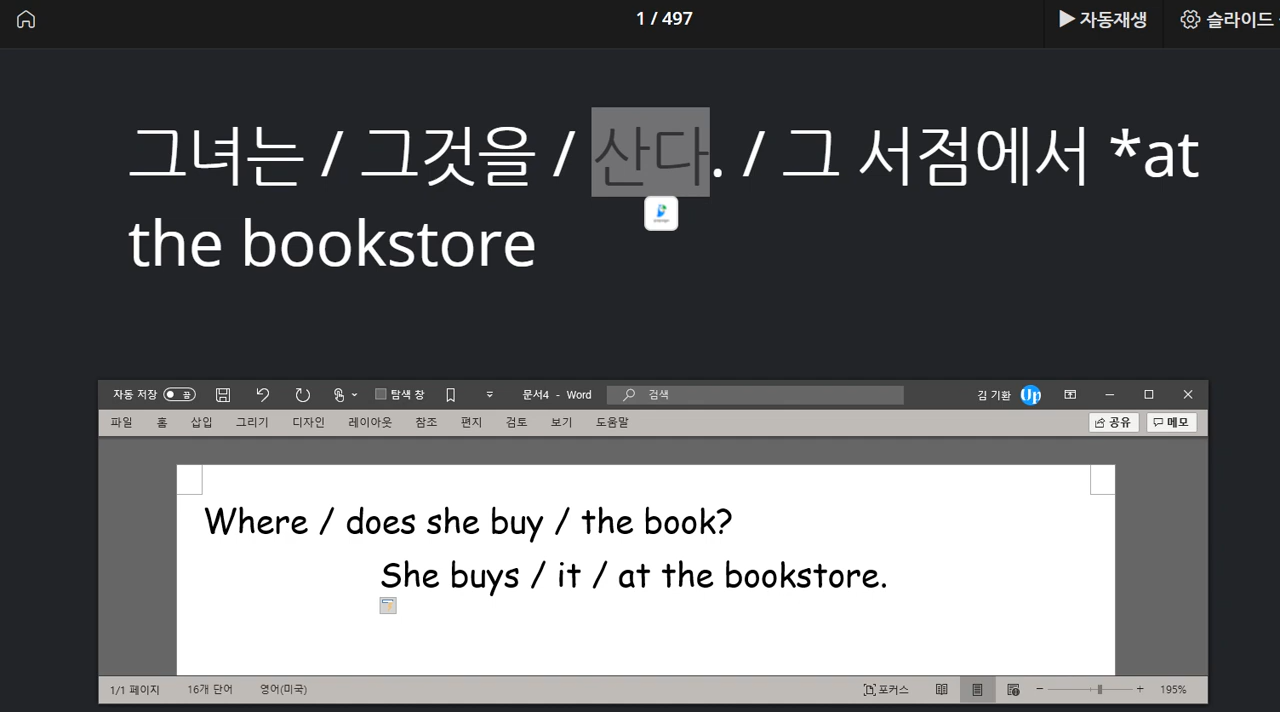 1 / 497
자동재생
슬라이드
그녀는 / 그것을 / 산다. / 그 서점에서 *at
the bookstore
자동 저장 끔 탐색 창 문서4 - Word 검색 김 기환 Up
파일 홈 삽입 그리기 디자인 레이아웃 참조 편지 검토 보기 도움말 공유 메모
Where / does she buy / the book?
She buys / it / at the bookstore.
1/1 페이지 16개 단어 영어(미국) 포커스 195%